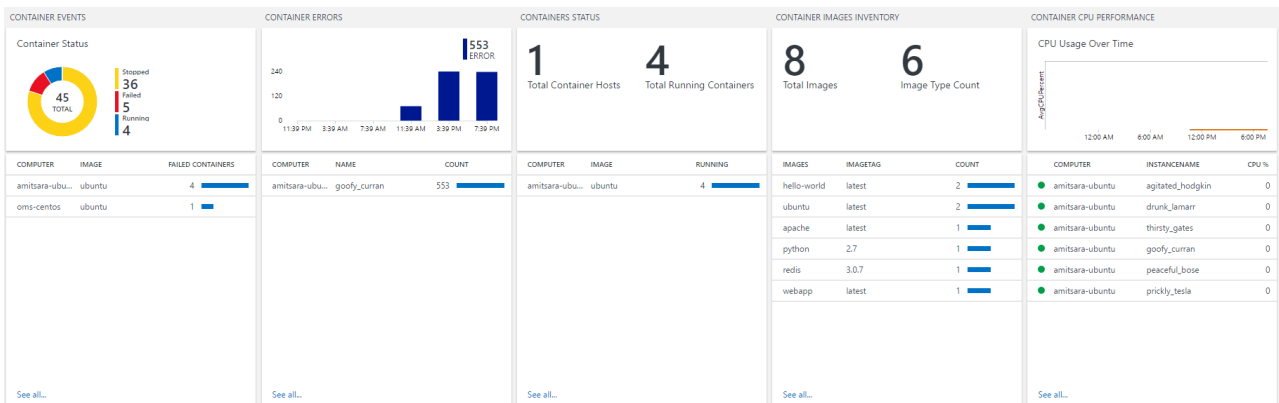 CONTAINER EVENTS
Container Status
45
TOTAL
Stopped
36
Failed
5
Running
4
COMPUTER IMAGE FAILED CONTAINERS
amitsara-ubu... ubuntu 4
oms-centos ubuntu 1
See all...
CONTAINER ERRORS
553
ERROR
240
120
0
11:39 PM 3:39 AM 7:39 AM 11:39 AM 3:39 PM 7:39 PM
COMPUTER NAME COUNT
amitsara-ubu... goofy_curran 553
See all...
CONTAINERS STATUS
1 4
Total Container Hosts Total Running Containers
COMPUTER IMAGE RUNNING
amitsara-ubu... ubuntu 4
See all...
CONTAINER IMAGES INVENTORY
8 6
Total Images Image Type Count
IMAGES IMAGETAG COUNT
hello-world latest 2
ubuntu latest 2
apache latest 1
python 2.7 1
redis 3.0.7 1
webapp latest 1
See all...
CONTAINER CPU PERFORMANCE
CPU Usage Over Time
AvgCPUPercent
12:00 AM 6:00 AM 12:00 PM 6:00 PM
COMPUTER INSTANCENAME CPU %
amitsara-ubuntu agitated_hodgkin 0
amitsara-ubuntu drunk_lamarr 0
amitsara-ubuntu thirsty_gates 0
amitsara-ubuntu goofy_curran 0
amitsara-ubuntu peaceful_bose 0
amitsara-ubuntu prickly_tesla 0
See all...